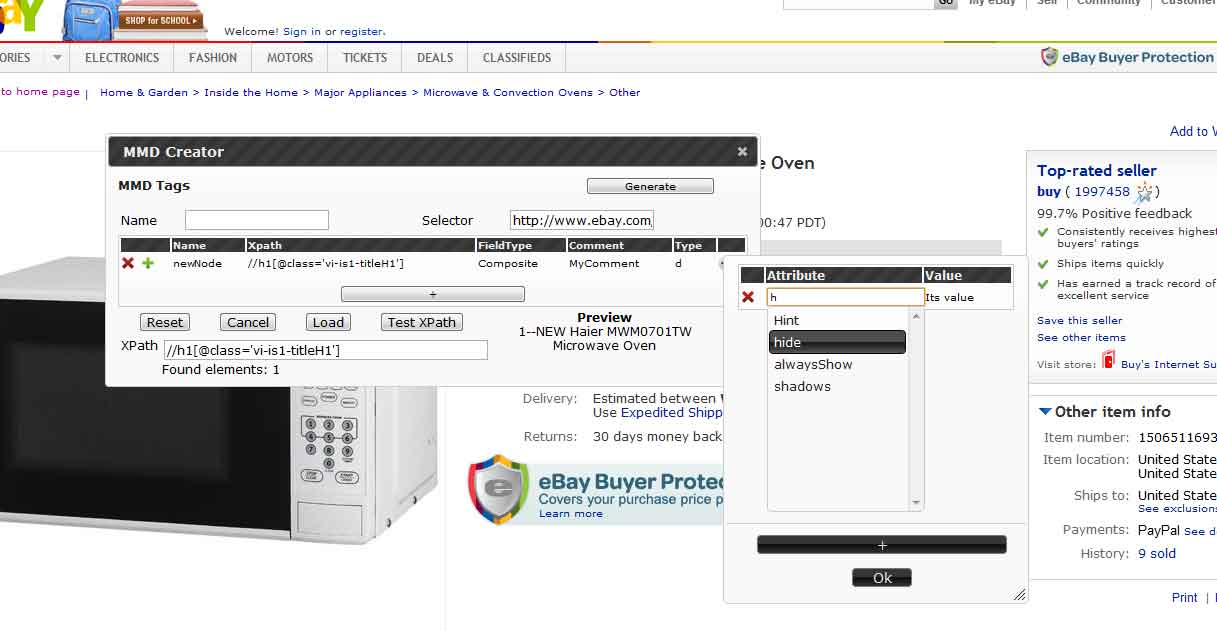 SHOP for SCHOOL
Welcome! Sign in or register.
Go My eBay | Sell | Community | Customer
ORIES ELECTRONICS FASHION MOTORS TICKETS DEALS CLASSIFIEDS
eBay Buyer Protection
to home page | Home & Garden > Inside the Home > Major Appliances > Microwave & Convection Ovens > Other
Add to W
MMD Creator
e Oven
MMD Tags
Generate
Name
Selector http://www.ebay.com
00:47 PDT)
Name Xpath FieldType Comment Type
newNode //h1[@class='vi-is1-titleH1'] Composite MyComment d
+
Reset Cancel Load Test XPath
Preview
1--NEW Haier MWM0701TW
Microwave Oven
XPath //h1[@class='vi-is1-titleH1']
Found elements: 1
Attribute Value
h Its value
Hint
hide
alwaysShow
shadows
+
Ok
Delivery: Estimated between
Use Expedited Shipp
Returns: 30 days money back
eBay Buyer Protec
Covers your purchase price p
Learn more
Top-rated seller
buy ( 1997458 )
99.7% Positive feedback
Consistently receives highest
buyers' ratings
Ships items quickly
Has earned a track record of
excellent service
Save this seller
See other items
Visit store: Buy's Internet Su
Other item info
Item number: 1506511693
Item location: United State
United State
Ships to: United State
See exclusion
Payments: PayPal See d
History: 9 sold
Print |